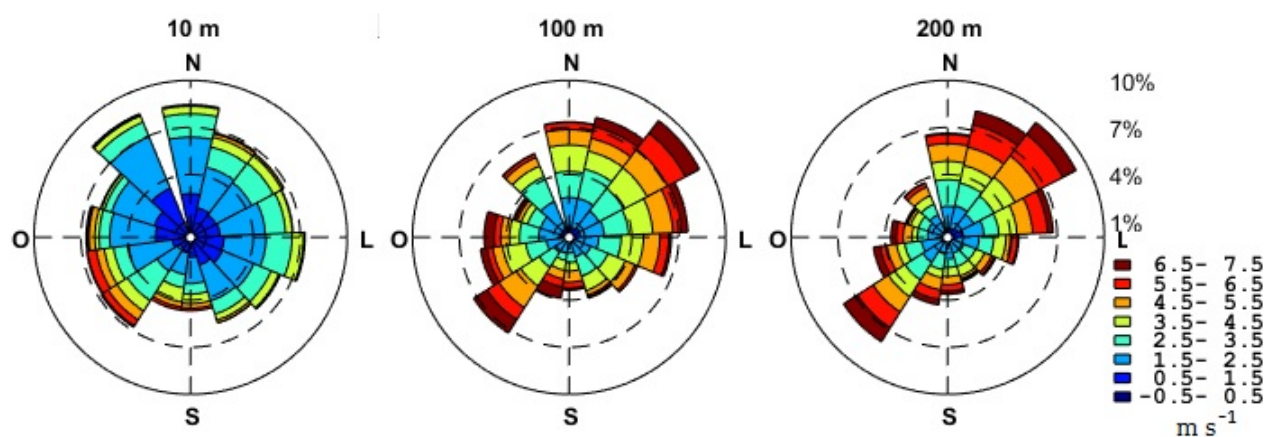 10 m
100 m
200 m
N
N
N
10%
7%
4%
1%
O
L
O
L
O
L
S
S
S
6.5- 7.5
5.5- 6.5
4.5- 5.5
3.5- 4.5
2.5- 3.5
1.5- 2.5
0.5- 1.5
-0.5- 0.5
m s⁻¹